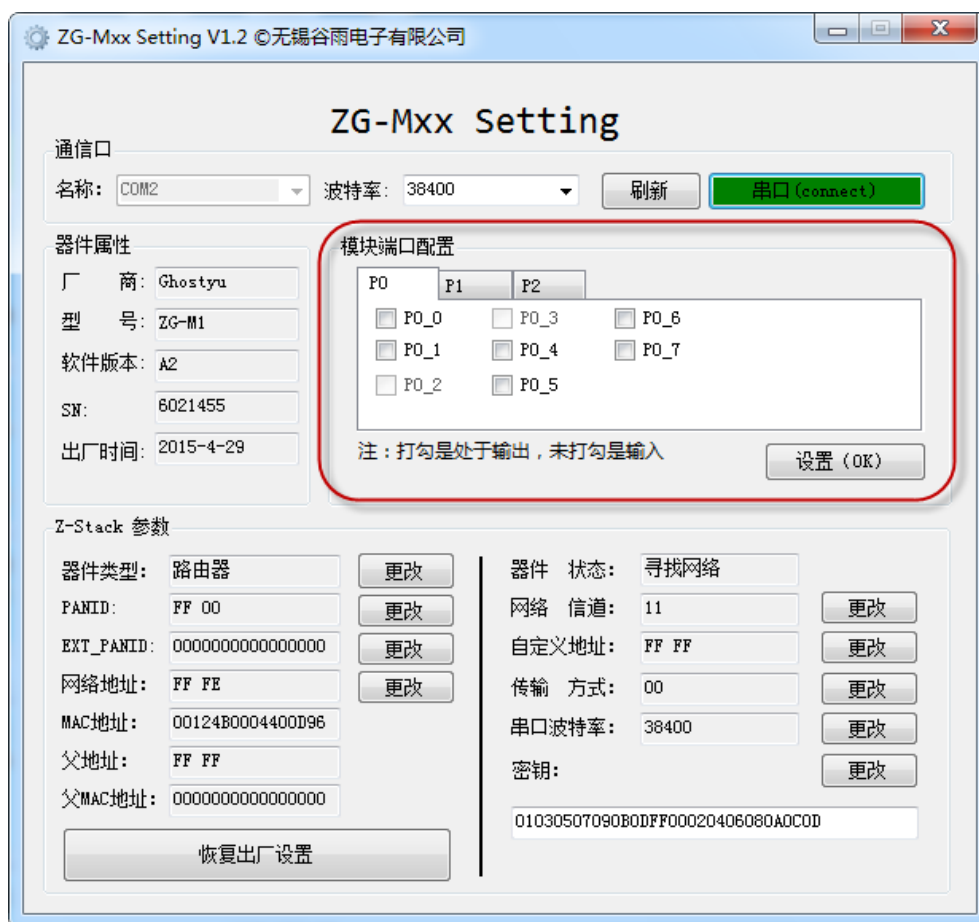 ZG-Mxx Setting V1.2 ©无锡谷雨电子有限公司
ZG-Mxx Setting
通信口
名称: COM2 波特率: 38400 刷新 串口(connect)
器件属性
厂 商: Ghostyu
型 号: ZG-M1
软件版本: A2
SN: 6021455
出厂时间: 2015-4-29
模块端口配置
P0 P1 P2
P0_0 P0_3 P0_6
P0_1 P0_4 P0_7
P0_2 P0_5
注：打勾是处于输出，未打勾是输入
设置(OK)
Z-Stack 参数
器件类型: 路由器 更改
PANID: FF 00 更改
EXT_PANID: 0000000000000000 更改
网络地址: FF FE 更改
MAC地址: 00124B0004400D96
父地址: FF FF
父MAC地址: 0000000000000000
恢复出厂设置
器件 状态: 寻找网络
网络 信道: 11 更改
自定义地址: FF FF 更改
传输 方式: 00 更改
串口波特率: 38400 更改
密钥: 更改
01030507090B0DFF00020406080A0C0D